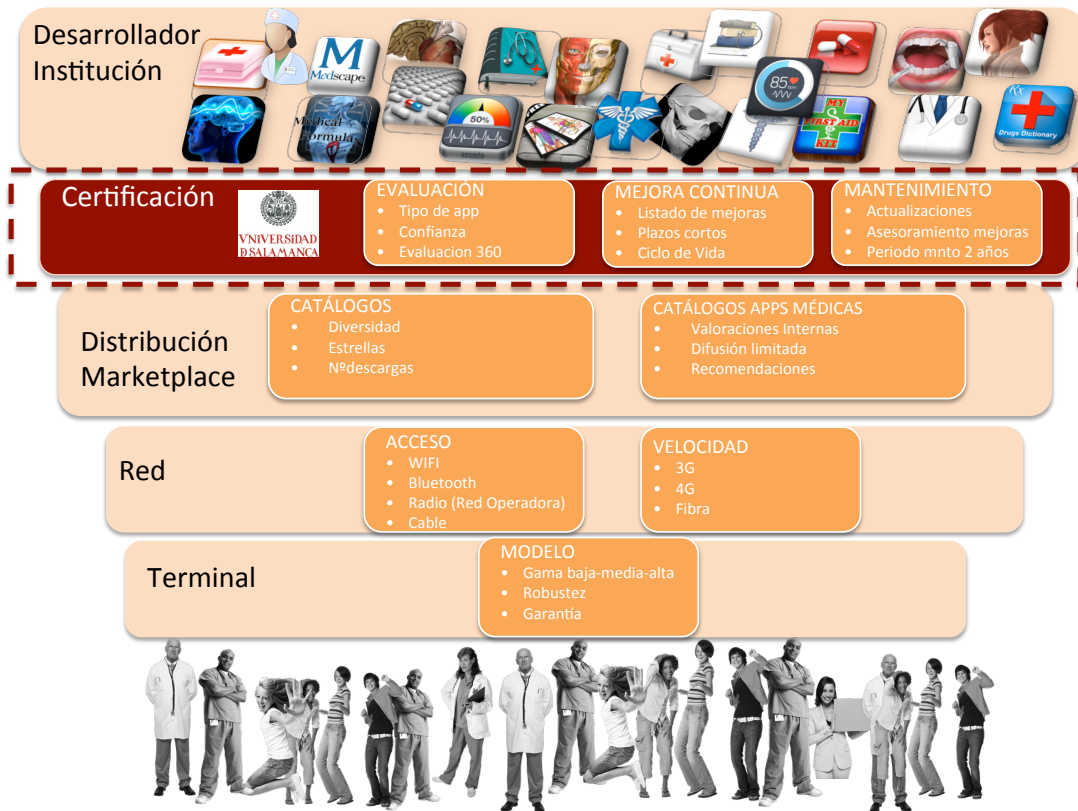 Desarrollador
Institución
M
Medscape
Medical
Formula
50%
85
MY
FIRST AID
KIT
Rx
Drugs Dictionary
Certificación
VNiVERSiDAD
D SALAMANCA
EVALUACIÓN
• Tipo de app
• Confianza
• Evaluacion 360
MEJORA CONTINUA
• Listado de mejoras
• Plazos cortos
• Ciclo de Vida
MANTENIMIENTO
• Actualizaciones
• Asesoramiento mejoras
• Periodo mnto 2 años
Distribución
Marketplace
CATÁLOGOS
• Diversidad
• Estrellas
• Nºdescargas
CATÁLOGOS APPS MÉDICAS
• Valoraciones Internas
• Difusión limitada
• Recomendaciones
Red
ACCESO
• WIFI
• Bluetooth
• Radio (Red Operadora)
• Cable
VELOCIDAD
• 3G
• 4G
• Fibra
Terminal
MODELO
• Gama baja-media-alta
• Robustez
• Garantía